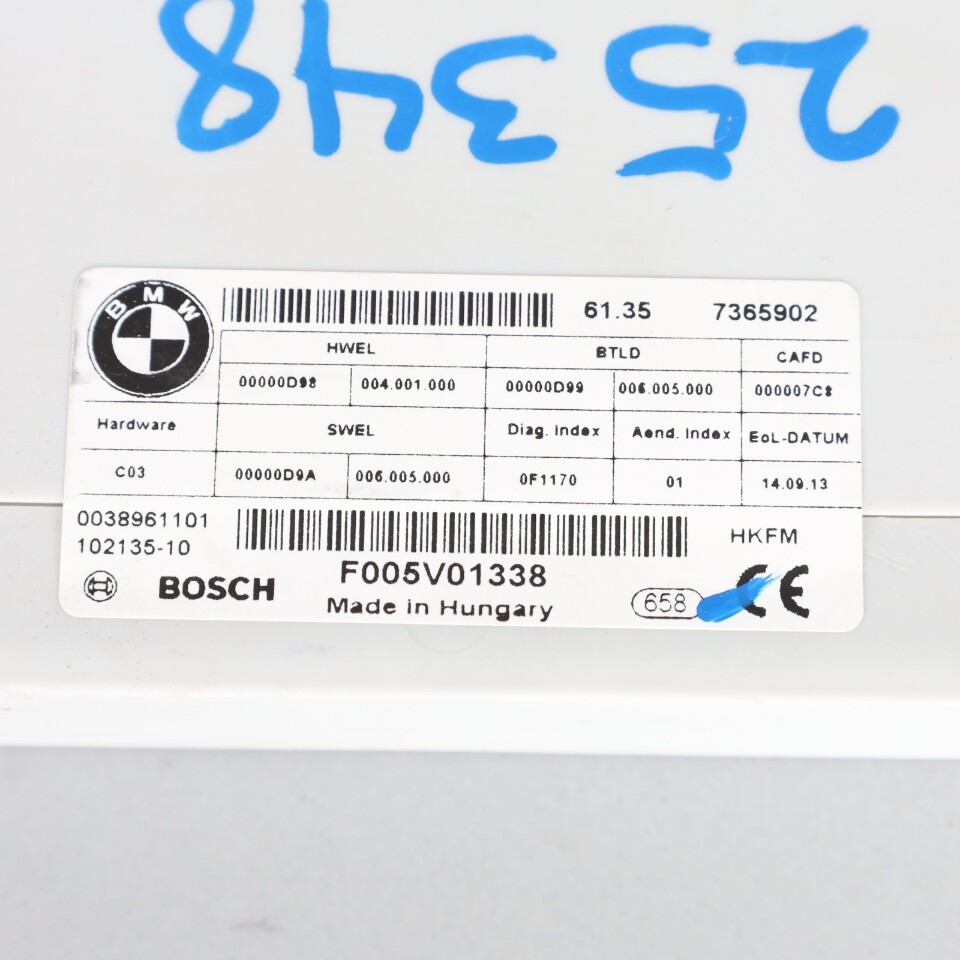 25348
BMW
61.35 7365902
HWEL BTLD CAFD
00000D98 004.001.000 00000D99 006.005.000 000007C8
Hardware SWEL Diag. Index Aend. Index EoL-DATUM
C03 00000D9A 006.005.000 0F1170 01 14.09.13
0038961101
102135-10 HKFM
BOSCH F005V01338
Made in Hungary 658 CE